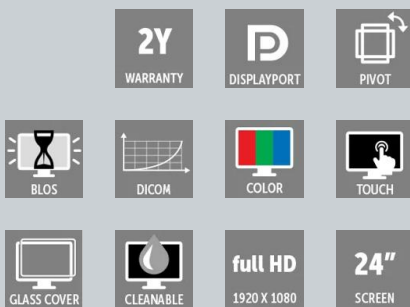 2Y
WARRANTY
DISPLAYPORT
PIVOT
BLOS
DICOM
COLOR
TOUCH
GLASS COVER
CLEANABLE
full HD
1920 X 1080
24"
SCREEN